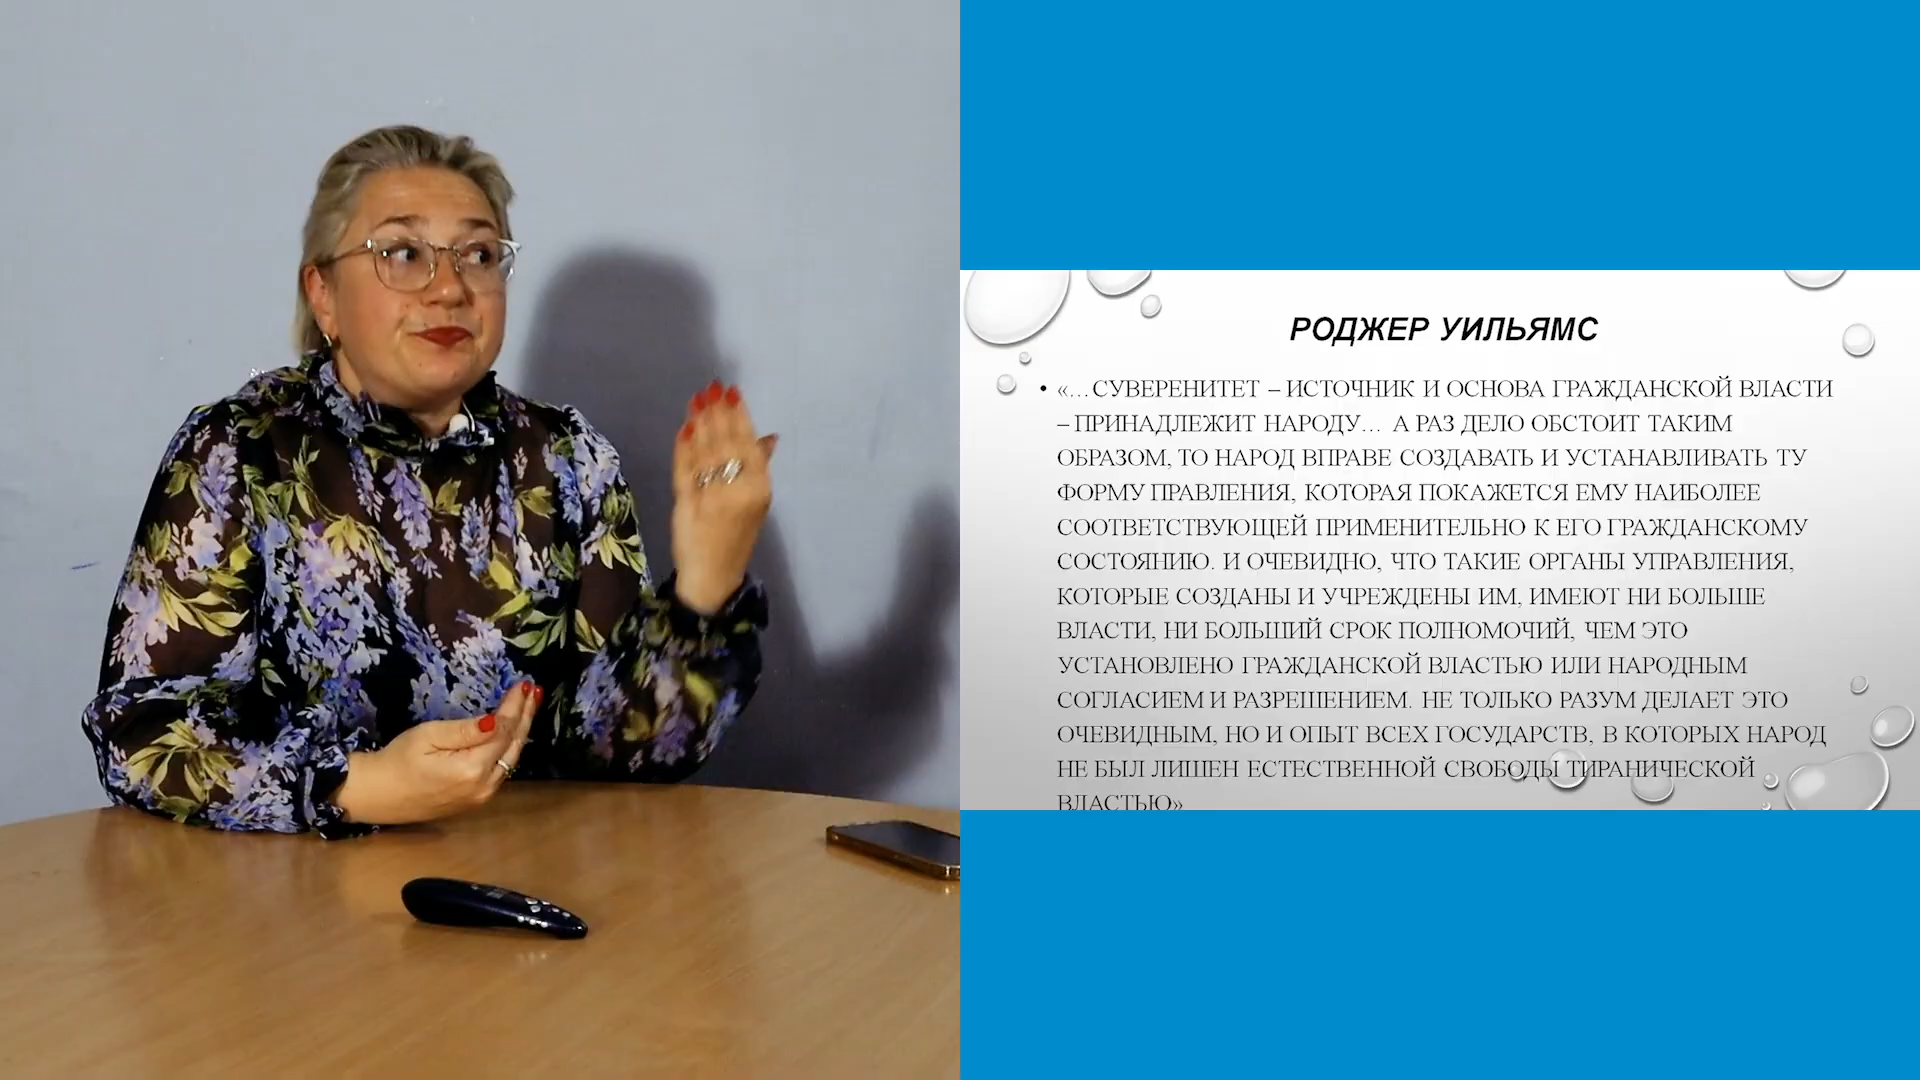 РОДЖЕР УИЛЬЯМС
• «…СУВЕРЕНИТЕТ – ИСТОЧНИК И ОСНОВА ГРАЖДАНСКОЙ ВЛАСТИ
– ПРИНАДЛЕЖИТ НАРОДУ… А РАЗ ДЕЛО ОБСТОИТ ТАКИМ
ОБРАЗОМ, ТО НАРОД ВПРАВЕ СОЗДАВАТЬ И УСТАНАВЛИВАТЬ ТУ
ФОРМУ ПРАВЛЕНИЯ, КОТОРАЯ ПОКАЖЕТСЯ ЕМУ НАИБОЛЕЕ
СООТВЕТСТВУЮЩЕЙ ПРИМЕНИТЕЛЬНО К ЕГО ГРАЖДАНСКОМУ
СОСТОЯНИЮ. И ОЧЕВИДНО, ЧТО ТАКИЕ ОРГАНЫ УПРАВЛЕНИЯ,
КОТОРЫЕ СОЗДАНЫ И УЧРЕЖДЕНЫ ИМ, ИМЕЮТ НИ БОЛЬШЕ
ВЛАСТИ, НИ БОЛЬШИЙ СРОК ПОЛНОМОЧИЙ, ЧЕМ ЭТО
УСТАНОВЛЕНО ГРАЖДАНСКОЙ ВЛАСТЬЮ ИЛИ НАРОДНЫМ
СОГЛАСИЕМ И РАЗРЕШЕНИЕМ. НЕ ТОЛЬКО РАЗУМ ДЕЛАЕТ ЭТО
ОЧЕВИДНЫМ, НО И ОПЫТ ВСЕХ ГОСУДАРСТВ, В КОТОРЫХ НАРОД
НЕ БЫЛ ЛИШЕН ЕСТЕСТВЕННОЙ СВОБОДЫ ТИРАНИЧЕСКОЙ
ВЛАСТЬЮ»